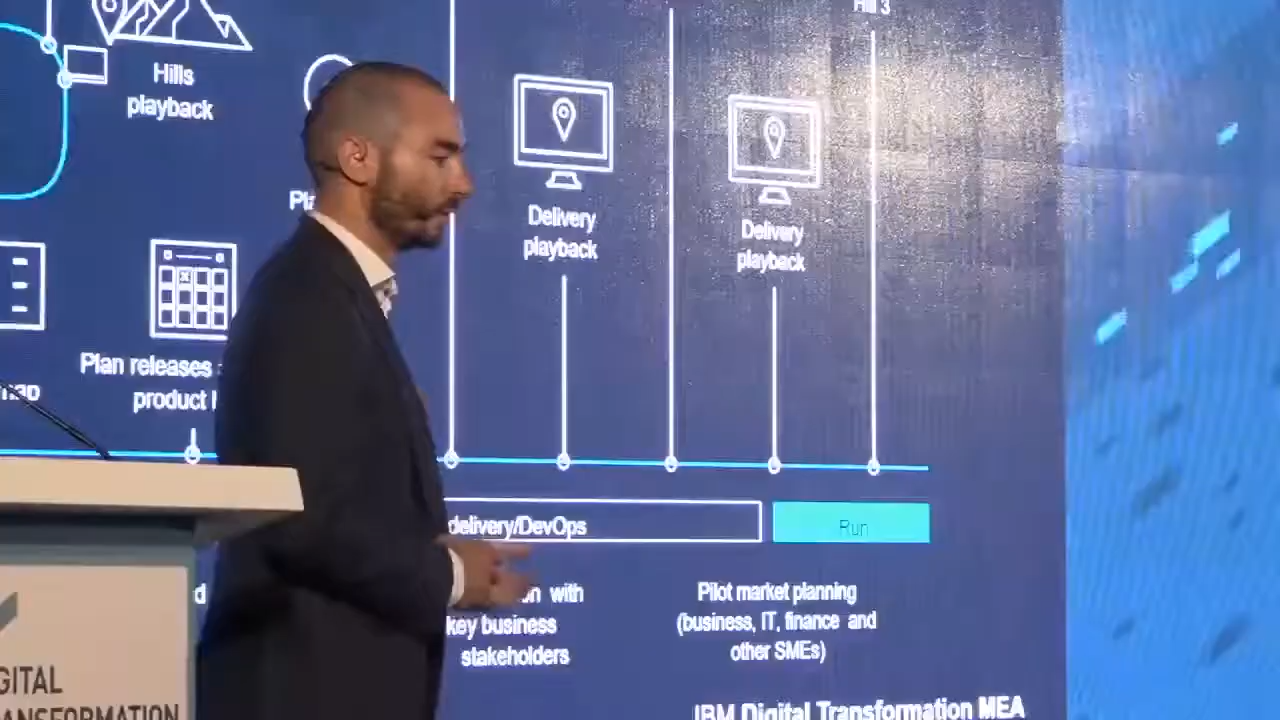 Hill 3
Hills
playback
Delivery
playback
Delivery
playback
Plan releases
product
delivery/DevOps
Run
with
key business
stakeholders
Pilot market planning
(business, IT, finance and
other SMEs)
IBM Digital Transformation MEA